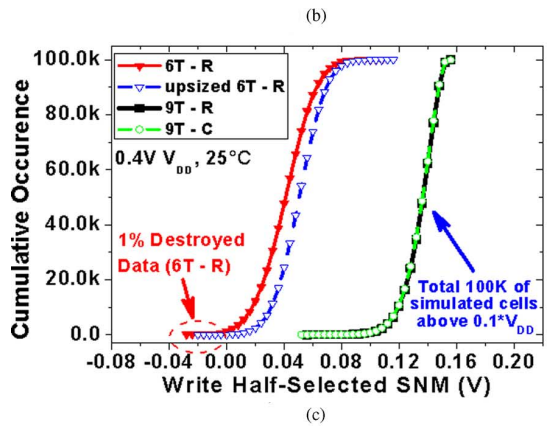 (b)
100.0k
80.0k
60.0k
40.0k
20.0k
0.0
Cumulative Occurence
6T - R
upsized 6T - R
9T - R
9T - C
0.4V VDD, 25°C
1% Destroyed
Data (6T - R)
Total 100K of
simulated cells
above 0.1*VDD
-0.08 -0.04 0.00 0.04 0.08 0.12 0.16 0.20
Write Half-Selected SNM (V)
(c)